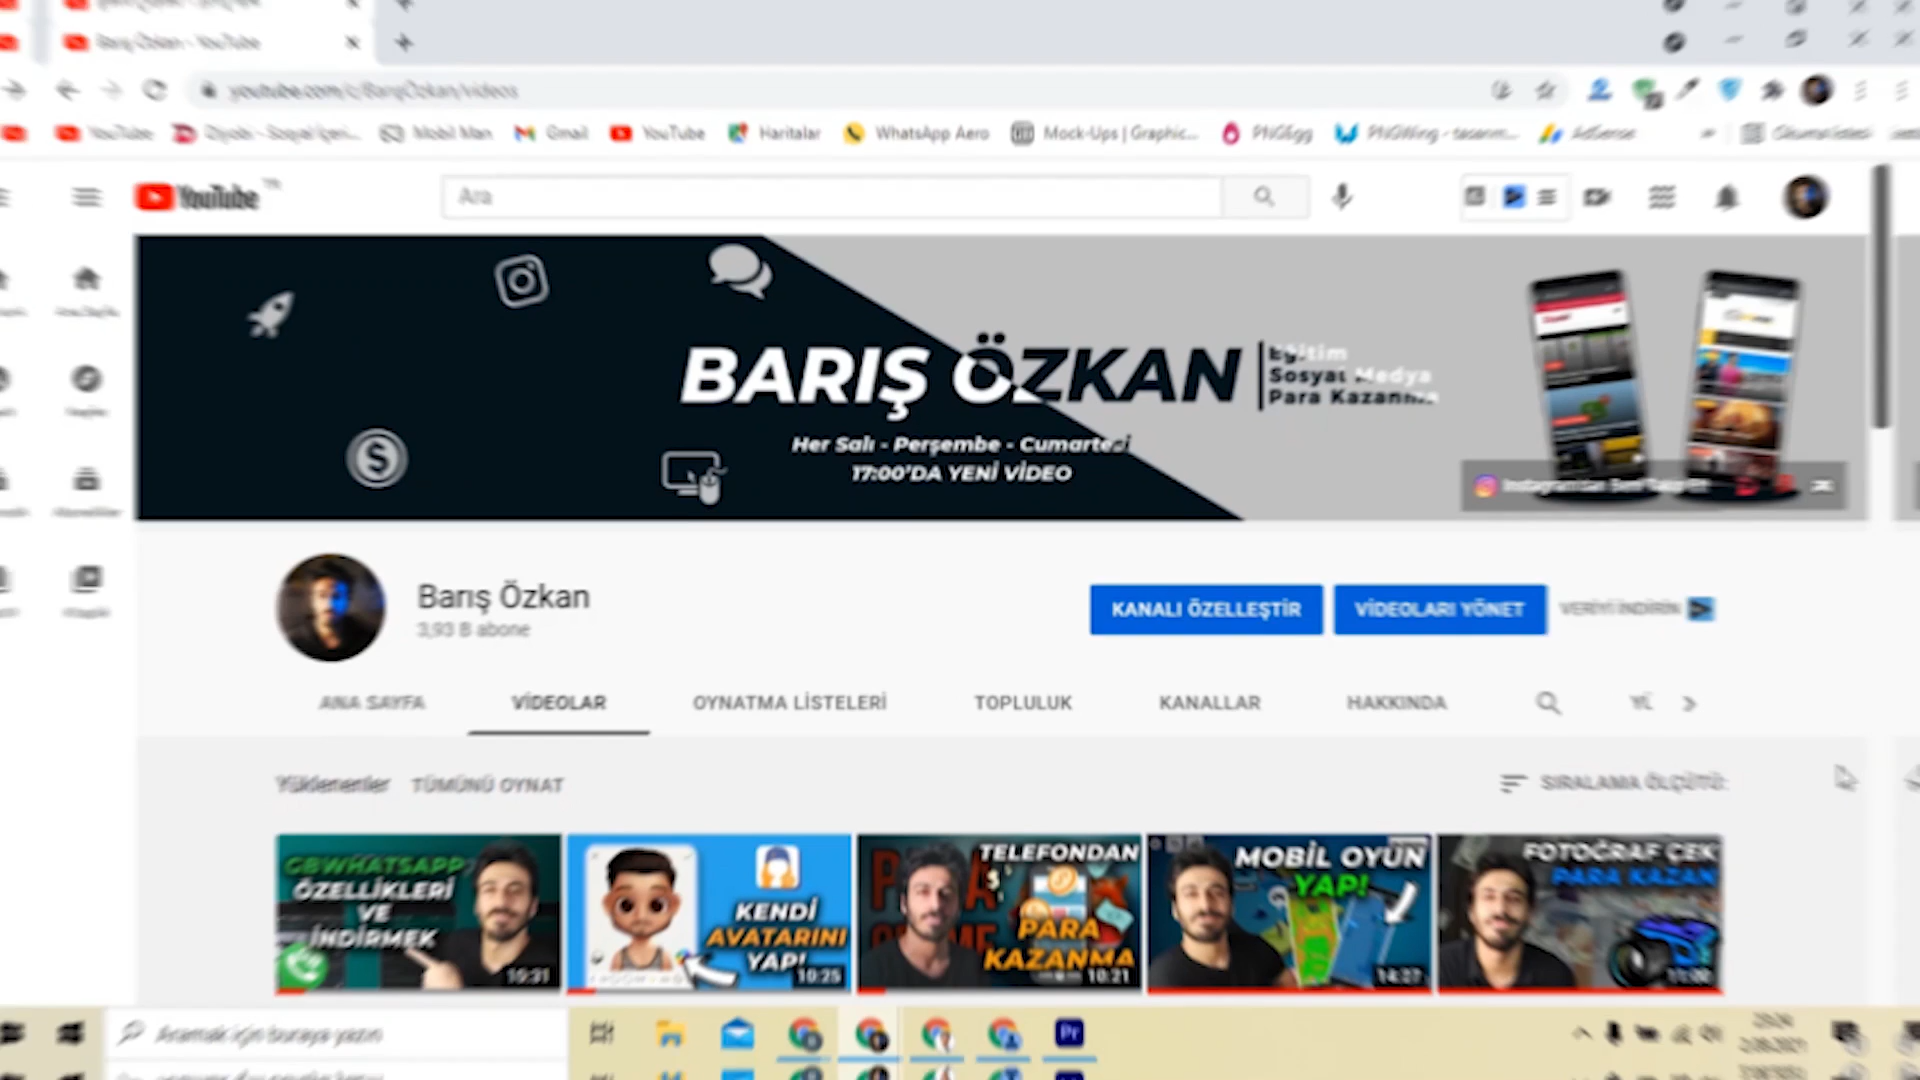 Barış Özkan - YouTube
youtube.com/c/BarışÖzkan/videos
YouTube
Mobil Man
Gmail
YouTube
Haritalar
WhatsApp Aero
Mock-Ups | Graphic...
PNGEgg
PNGWing - tasarım...
AdSense
YouTube TR
Ara
BARIŞ ÖZKAN
Eğitim
Sosyal Medya
Para Kazanma
Her Salı - Perşembe - Cumartesi
17:00'DA YENİ VİDEO
Barış Özkan
3,93 B abone
KANALI ÖZELLEŞTİR
VİDEOLARI YÖNET
VERİYİ İNDİRİN
ANA SAYFA
VİDEOLAR
OYNATMA LİSTELERİ
TOPLULUK
KANALLAR
HAKKINDA
Yüklenenler
TÜMÜNÜ OYNAT
SIRALAMA ÖLÇÜTÜ:
GBWHATSAPP
ÖZELLİKLERİ
VE
İNDİRMEK
10:31
KENDİ
AVATARINI
YAP!
10:25
TELEFONDAN
PARA
KAZANMA
10:21
MOBİL OYUN
YAP!
14:27
FOTOĞRAF ÇEK
PARA KAZAN
Aramak için buraya yazın
Pr